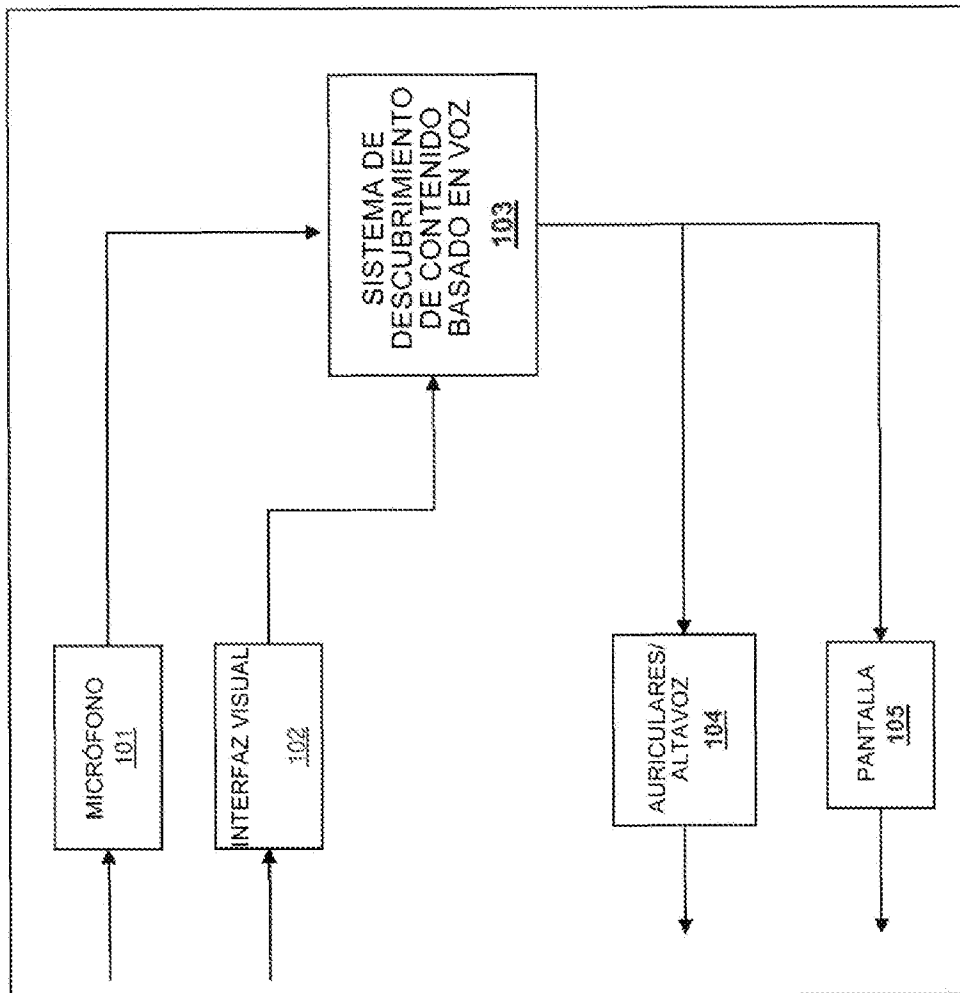 MICRÓFONO
101
INTERFAZ VISUAL
102
SISTEMA DE
DESCUBRIMIENTO
DE CONTENIDO
BASADO EN VOZ
103
AURICULARES/
ALTAVOZ
104
PANTALLA
105